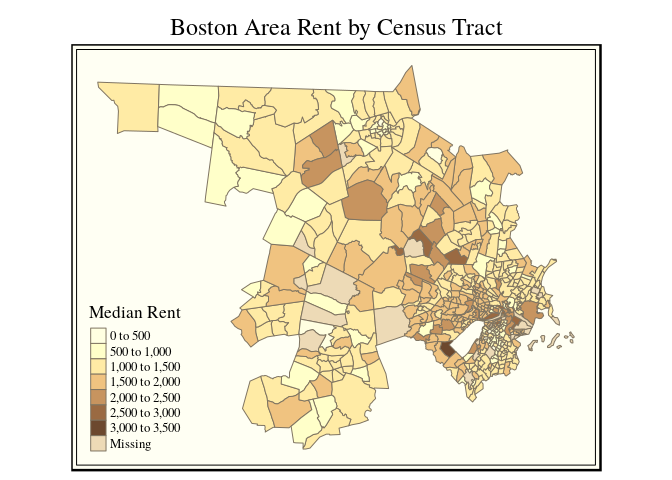 Boston Area Rent by Census Tract
Median Rent
0 to 500
500 to 1,000
1,000 to 1,500
1,500 to 2,000
2,000 to 2,500
2,500 to 3,000
3,000 to 3,500
Missing